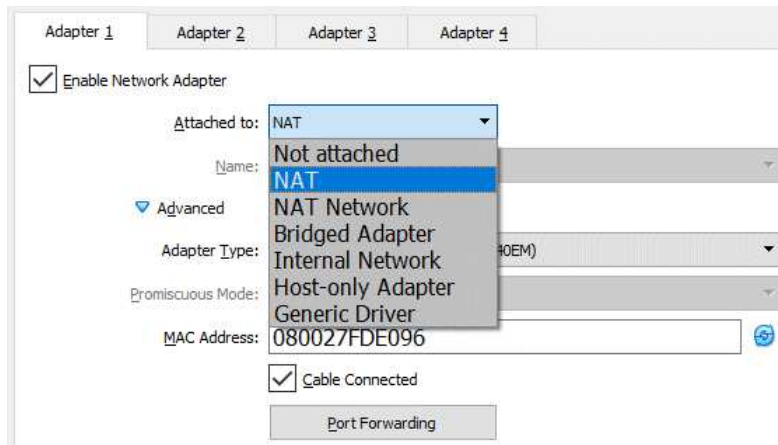 Adapter 1 Adapter 2 Adapter 3 Adapter 4
Enable Network Adapter
Attached to: NAT
Not attached
Name:
NAT
Advanced
NAT Network
Bridged Adapter
Adapter Type: 40EM)
Internal Network
Promiscuous Mode:
Host-only Adapter
Generic Driver
MAC Address: 080027FDE096
Cable Connected
Port Forwarding